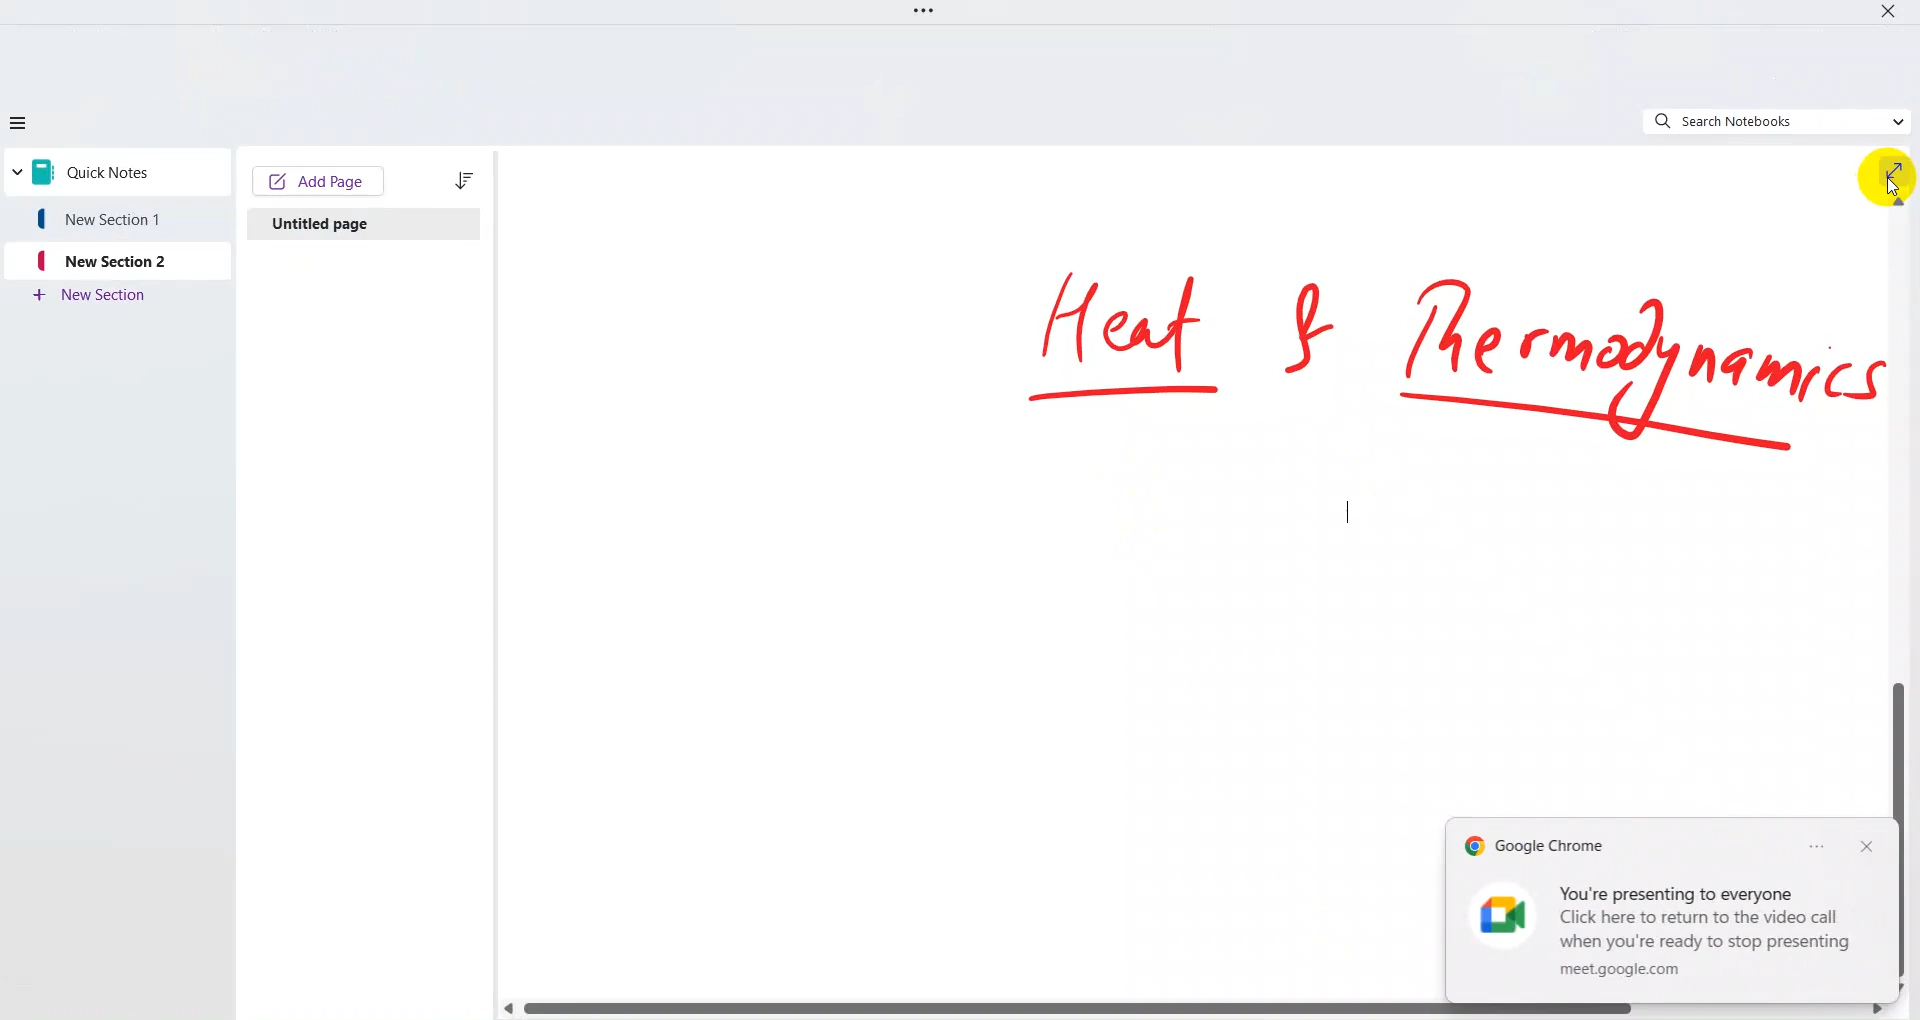 Search Notebooks
Quick Notes
Add Page
New Section 1
Untitled page
New Section 2
+ New Section
Heat & Thermodynamics
Google Chrome
You're presenting to everyone
Click here to return to the video call
when you're ready to stop presenting
meet.google.com